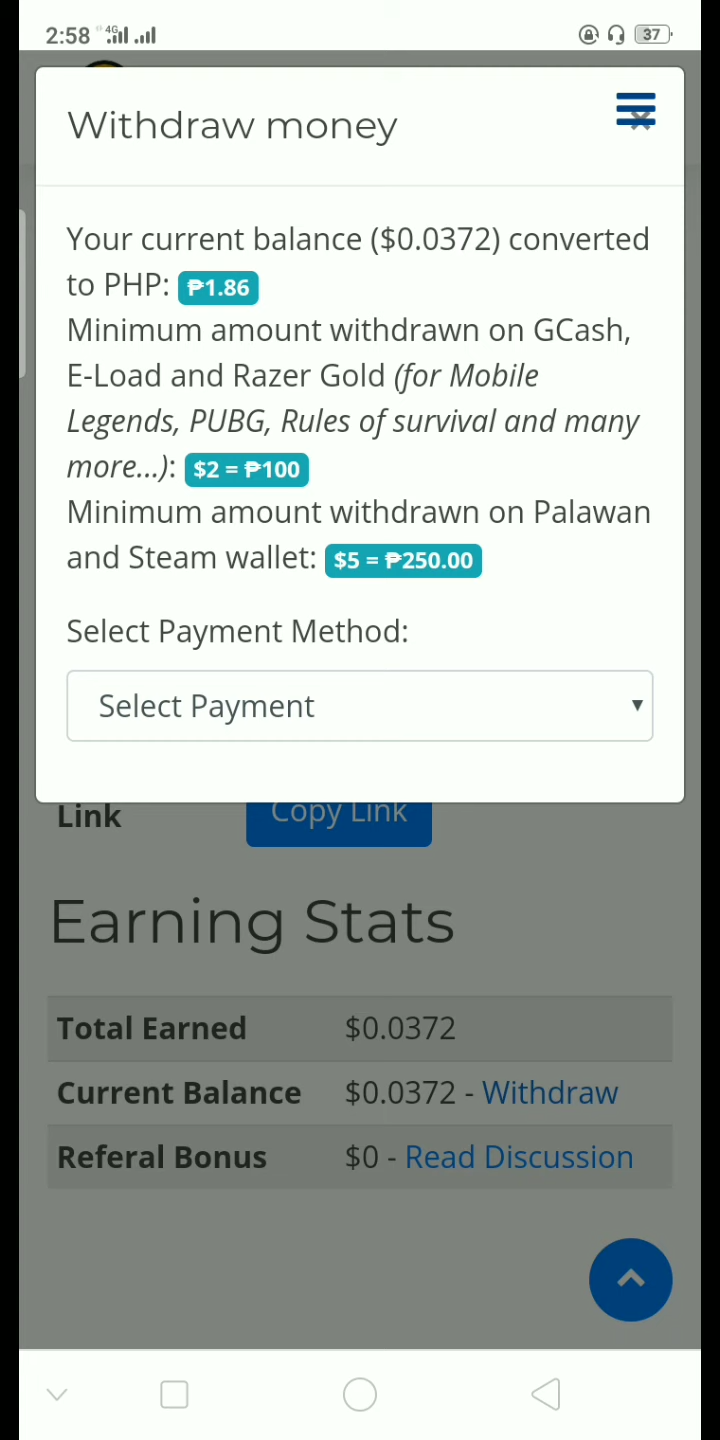 2:58 4G 37
Withdraw money
Your current balance ($0.0372) converted
to PHP: ₱1.86
Minimum amount withdrawn on GCash,
E-Load and Razer Gold (for Mobile
Legends, PUBG, Rules of survival and many
more...): $2 = ₱100
Minimum amount withdrawn on Palawan
and Steam wallet: $5 = ₱250.00
Select Payment Method:
Select Payment
Link Copy Link
Earning Stats
Total Earned $0.0372
Current Balance $0.0372 - Withdraw
Referal Bonus $0 - Read Discussion